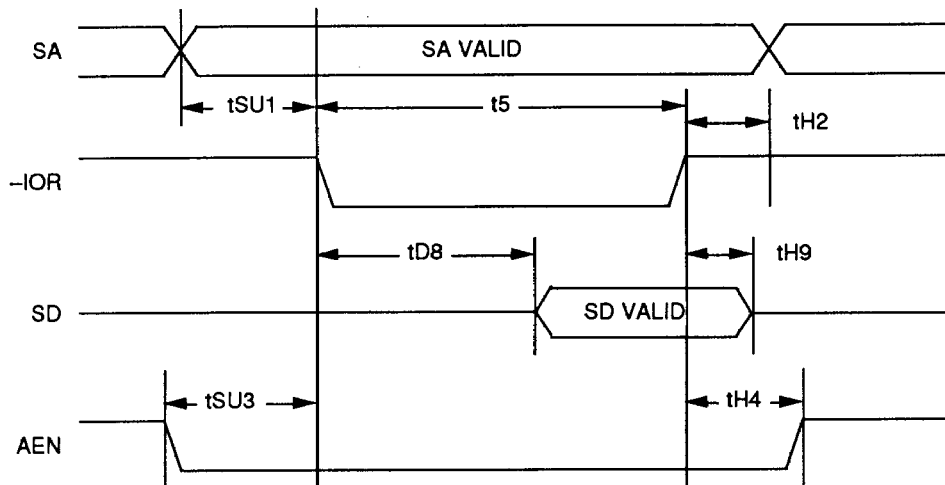 SA
SA VALID
tSU1
t5
tH2
–IOR
tD8
tH9
SD
SD VALID
tSU3
tH4
AEN